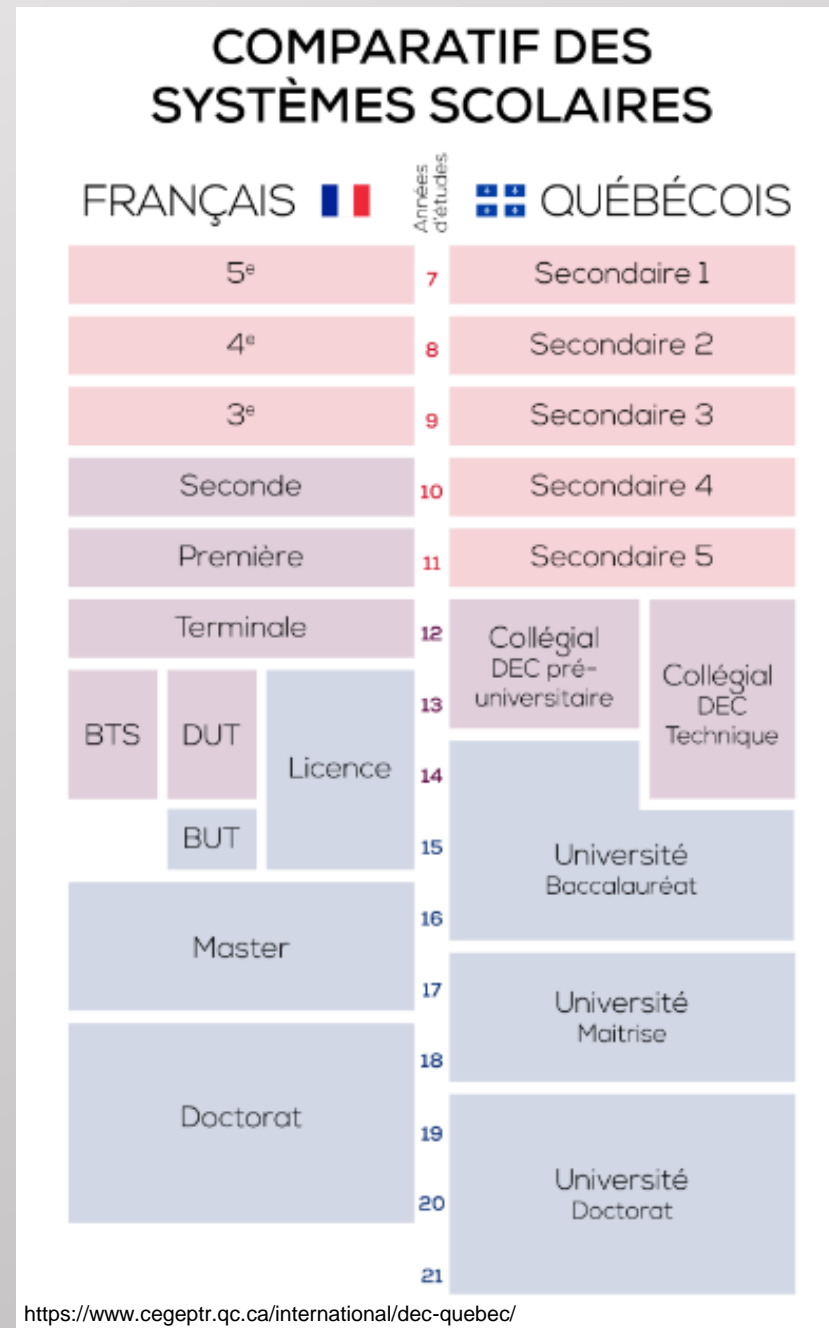 COMPARATIF DES
SYSTÈMES SCOLAIRES
FRANÇAIS
Années
d'études
QUÉBÉCOIS
5e
7
Secondaire 1
4e
8
Secondaire 2
3e
9
Secondaire 3
Seconde
10
Secondaire 4
Première
11
Secondaire 5
Terminale
12
Collégial
DEC pré-
universitaire
Collégial
DEC
Technique
13
BTS
DUT
Licence
14
BUT
15
Université
Baccalauréat
16
Master
17
Université
Maitrise
18
Doctorat
19
Université
Doctorat
20
21
https://www.cegeptr.qc.ca/international/dec-quebec/